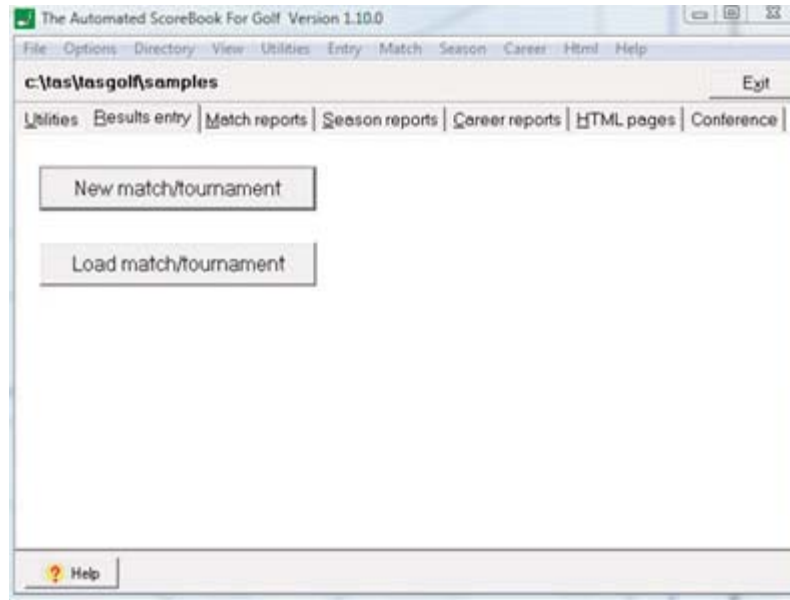 The Automated ScoreBook For Golf Version 1.10.0
File Options Directory View Utilities Entry Match Season Career Html Help
c:\tas\tasgolf\samples
Exit
Utilities Results entry Match reports Season reports Career reports HTML pages Conference
New match/tournament
Load match/tournament
? Help